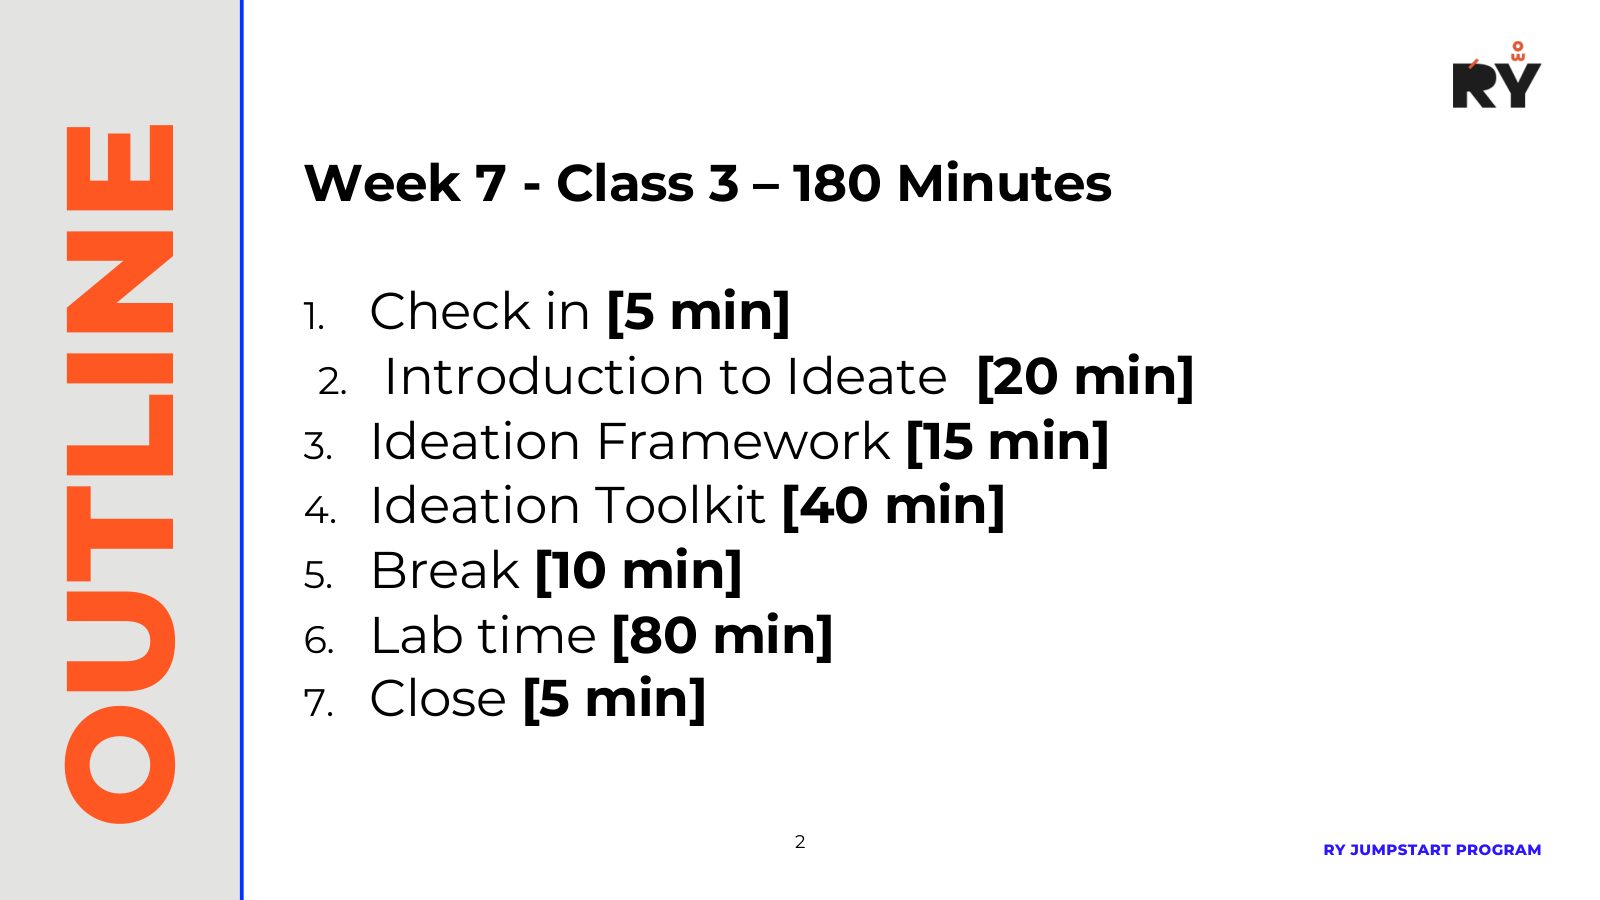 OUTLINE
RY
Week 7 - Class 3 – 180 Minutes
1. Check in [5 min]
2. Introduction to Ideate [20 min]
3. Ideation Framework [15 min]
4. Ideation Toolkit [40 min]
5. Break [10 min]
6. Lab time [80 min]
7. Close [5 min]
2
RY JUMPSTART PROGRAM